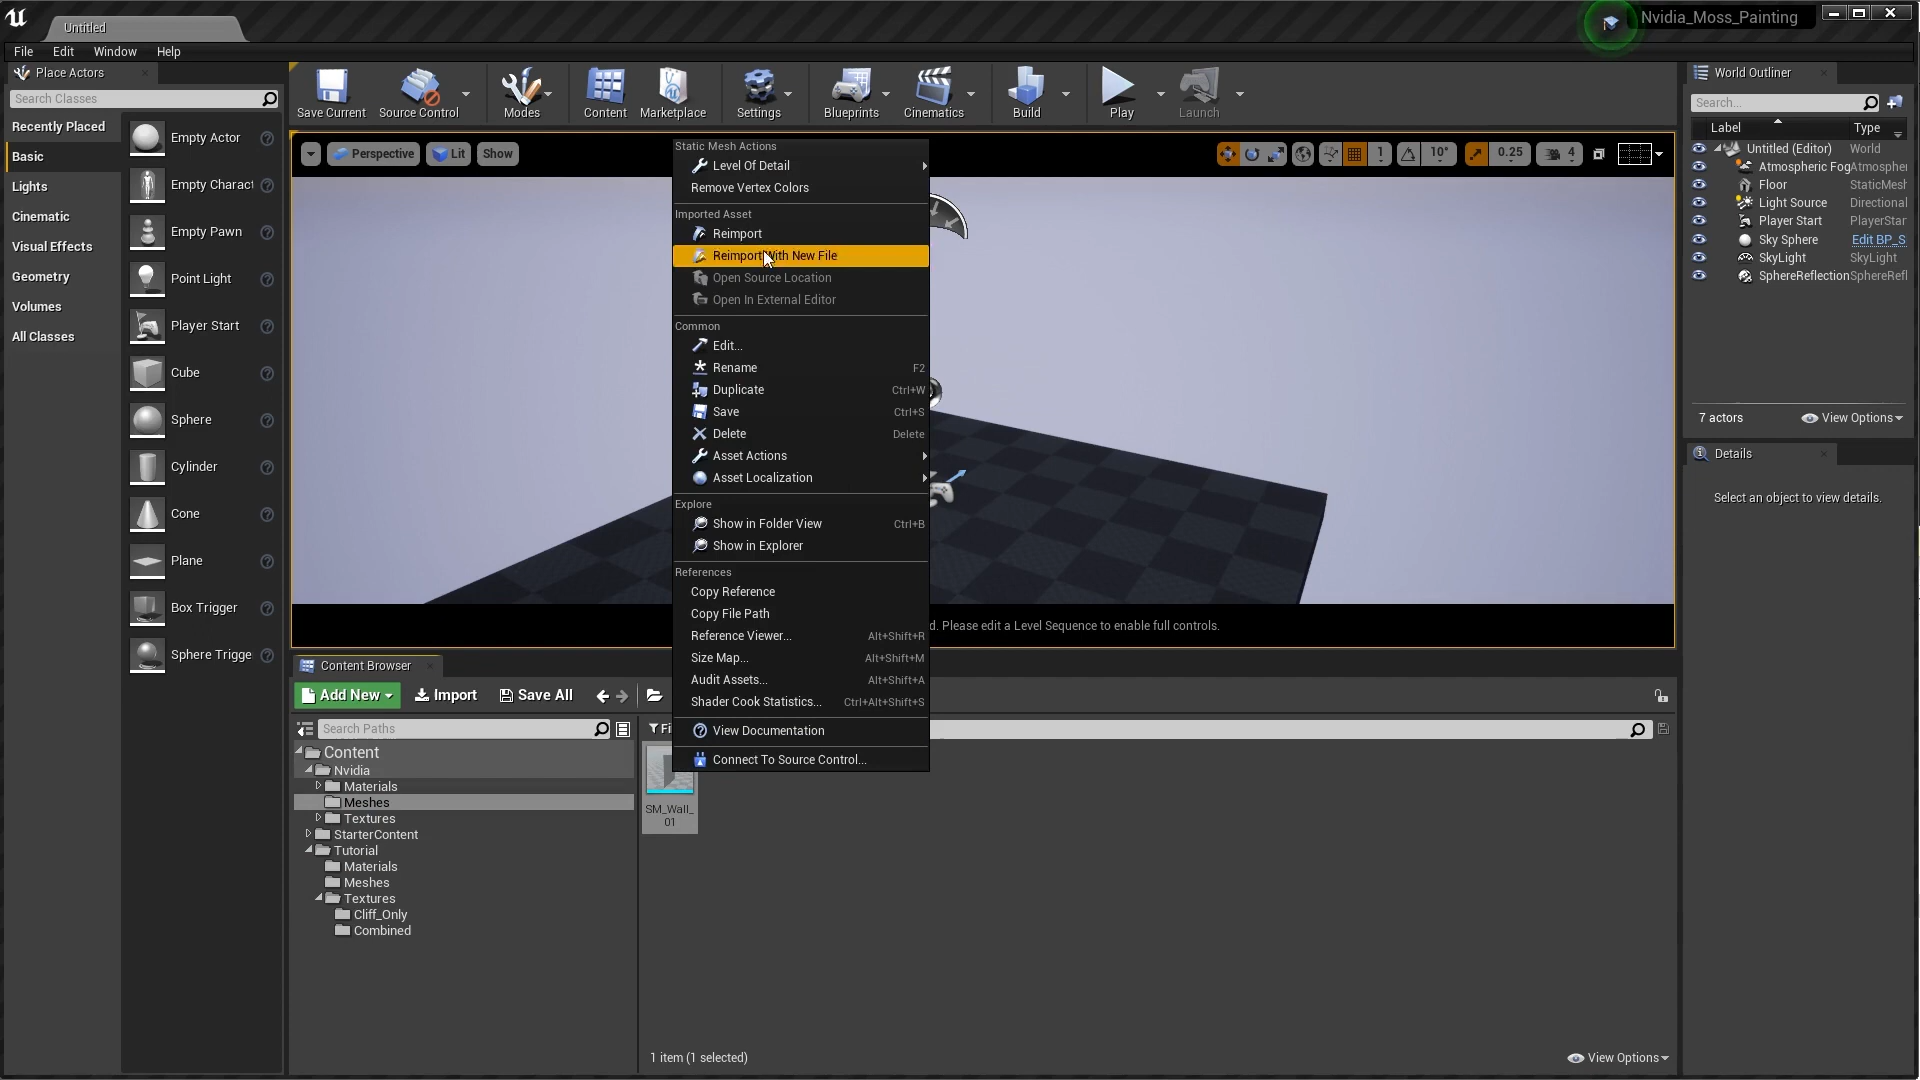 Untitled
Nvidia_Moss_Painting
File Edit Window Help
Place Actors
Search Classes
Recently Placed
Basic
Lights
Cinematic
Visual Effects
Geometry
Volumes
All Classes
Empty Actor
Empty Charact
Empty Pawn
Point Light
Player Start
Cube
Sphere
Cylinder
Cone
Plane
Box Trigger
Sphere Trigge
Save Current
Source Control
Modes
Content
Marketplace
Settings
Blueprints
Cinematics
Build
Play
Launch
Perspective
Lit
Show
1
10°
0.25
4
Static Mesh Actions
Level Of Detail
Remove Vertex Colors
Imported Asset
Reimport
Reimport With New File
Open Source Location
Open In External Editor
Common
Edit...
Rename F2
Duplicate Ctrl+W
Save Ctrl+S
Delete Delete
Asset Actions
Asset Localization
Explore
Show in Folder View Ctrl+B
Show in Explorer
References
Copy Reference
Copy File Path
Reference Viewer... Alt+Shift+R
Size Map... Alt+Shift+M
Audit Assets... Alt+Shift+A
Shader Cook Statistics... Ctrl+Alt+Shift+S
View Documentation
Connect To Source Control...
d. Please edit a Level Sequence to enable full controls.
Content Browser
Add New
Import
Save All
Search Paths
Fi
Content
Nvidia
Materials
Meshes
Textures
StarterContent
Tutorial
Materials
Meshes
Textures
Cliff_Only
Combined
SM_Wall_
01
1 item (1 selected)
View Options
World Outliner
Search...
Label Type
Untitled (Editor) World
Atmospheric Fog Atmospher
Floor StaticMesh
Light Source Directional
Player Start PlayerStar
Sky Sphere Edit BP_S
SkyLight SkyLight
SphereReflection SphereRefl
7 actors
View Options
Details
Select an object to view details.